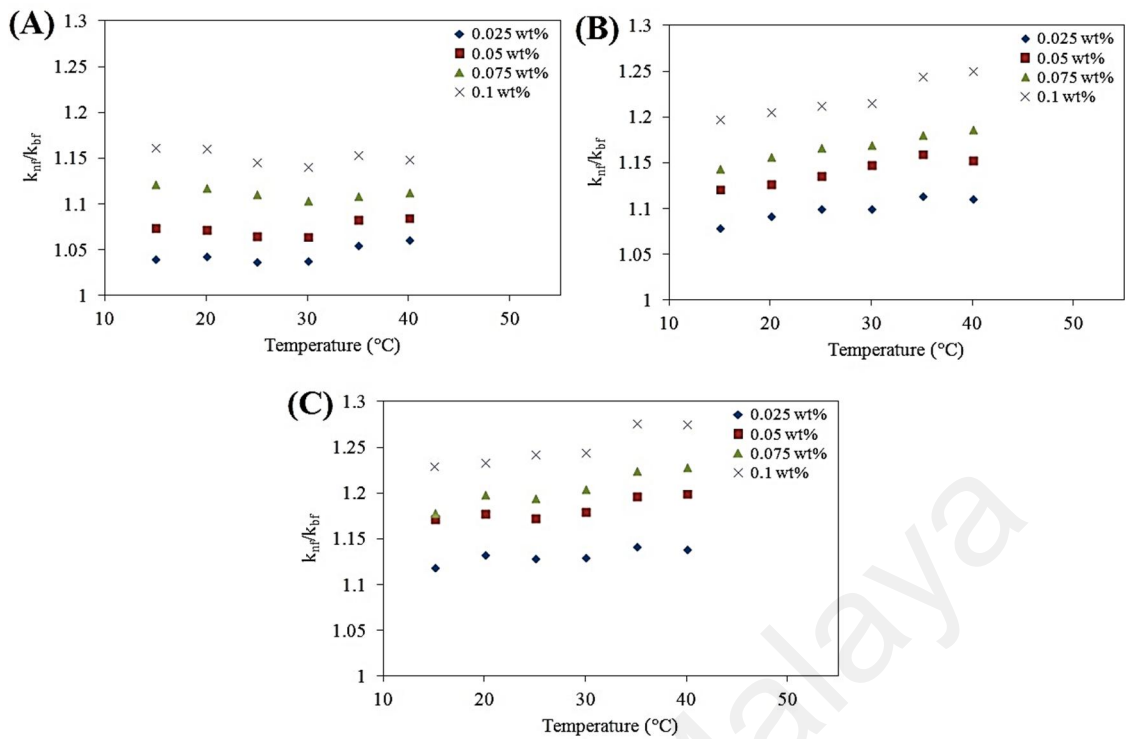 (A)
1.3
1.25
1.2
1.15
1.1
1.05
1
knf/kbf
10 20 30 40 50
Temperature (°C)
0.025 wt%
0.05 wt%
0.075 wt%
0.1 wt%
(B)
1.3
1.25
1.2
1.15
1.1
1.05
1
knf/kbf
10 20 30 40 50
Temperature (°C)
0.025 wt%
0.05 wt%
0.075 wt%
0.1 wt%
(C)
1.3
1.25
1.2
1.15
1.1
1.05
1
knf/kbf
10 20 30 40 50
Temperature (°C)
0.025 wt%
0.05 wt%
0.075 wt%
0.1 wt%
alaya